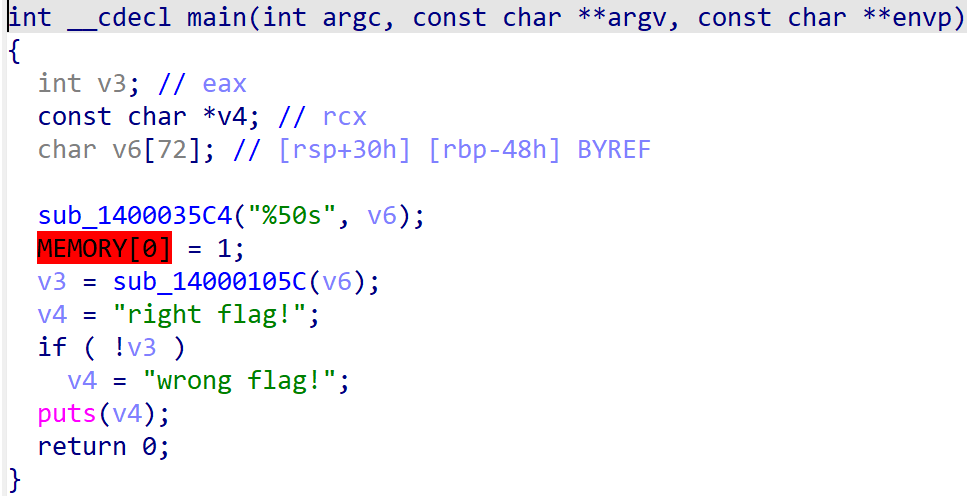 int __cdecl main(int argc, const char **argv, const char **envp)
{
  int v3; // eax
  const char *v4; // rcx
  char v6[72]; // [rsp+30h] [rbp-48h] BYREF

  sub_1400035C4("%50s", v6);
  MEMORY[0] = 1;
  v3 = sub_14000105C(v6);
  v4 = "right flag!";
  if ( !v3 )
    v4 = "wrong flag!";
  puts(v4);
  return 0;
}